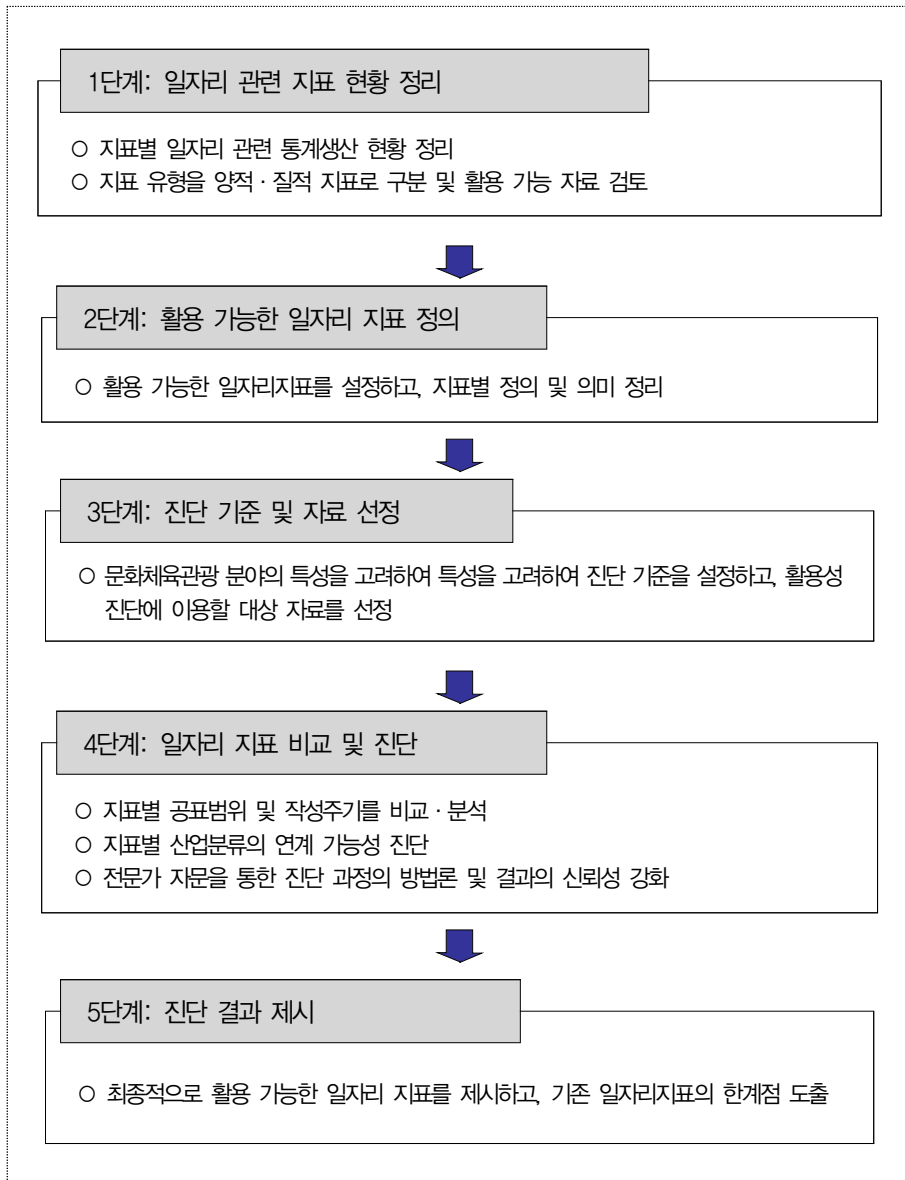 1단계: 일자리 관련 지표 현황 정리
○ 지표별 일자리 관련 통계생산 현황 정리
○ 지표 유형을 양적·질적 지표로 구분 및 활용 가능 자료 검토
2단계: 활용 가능한 일자리 지표 정의
○ 활용 가능한 일자리지표를 설정하고, 지표별 정의 및 의미 정리
3단계: 진단 기준 및 자료 선정
○ 문화체육관광 분야의 특성을 고려하여 특성을 고려하여 진단 기준을 설정하고, 활용성
진단에 이용할 대상 자료를 선정
4단계: 일자리 지표 비교 및 진단
○ 지표별 공표범위 및 작성주기를 비교·분석
○ 지표별 산업분류의 연계 가능성 진단
○ 전문가 자문을 통한 진단 과정의 방법론 및 결과의 신뢰성 강화
5단계: 진단 결과 제시
○ 최종적으로 활용 가능한 일자리 지표를 제시하고, 기존 일자리지표의 한계점 도출